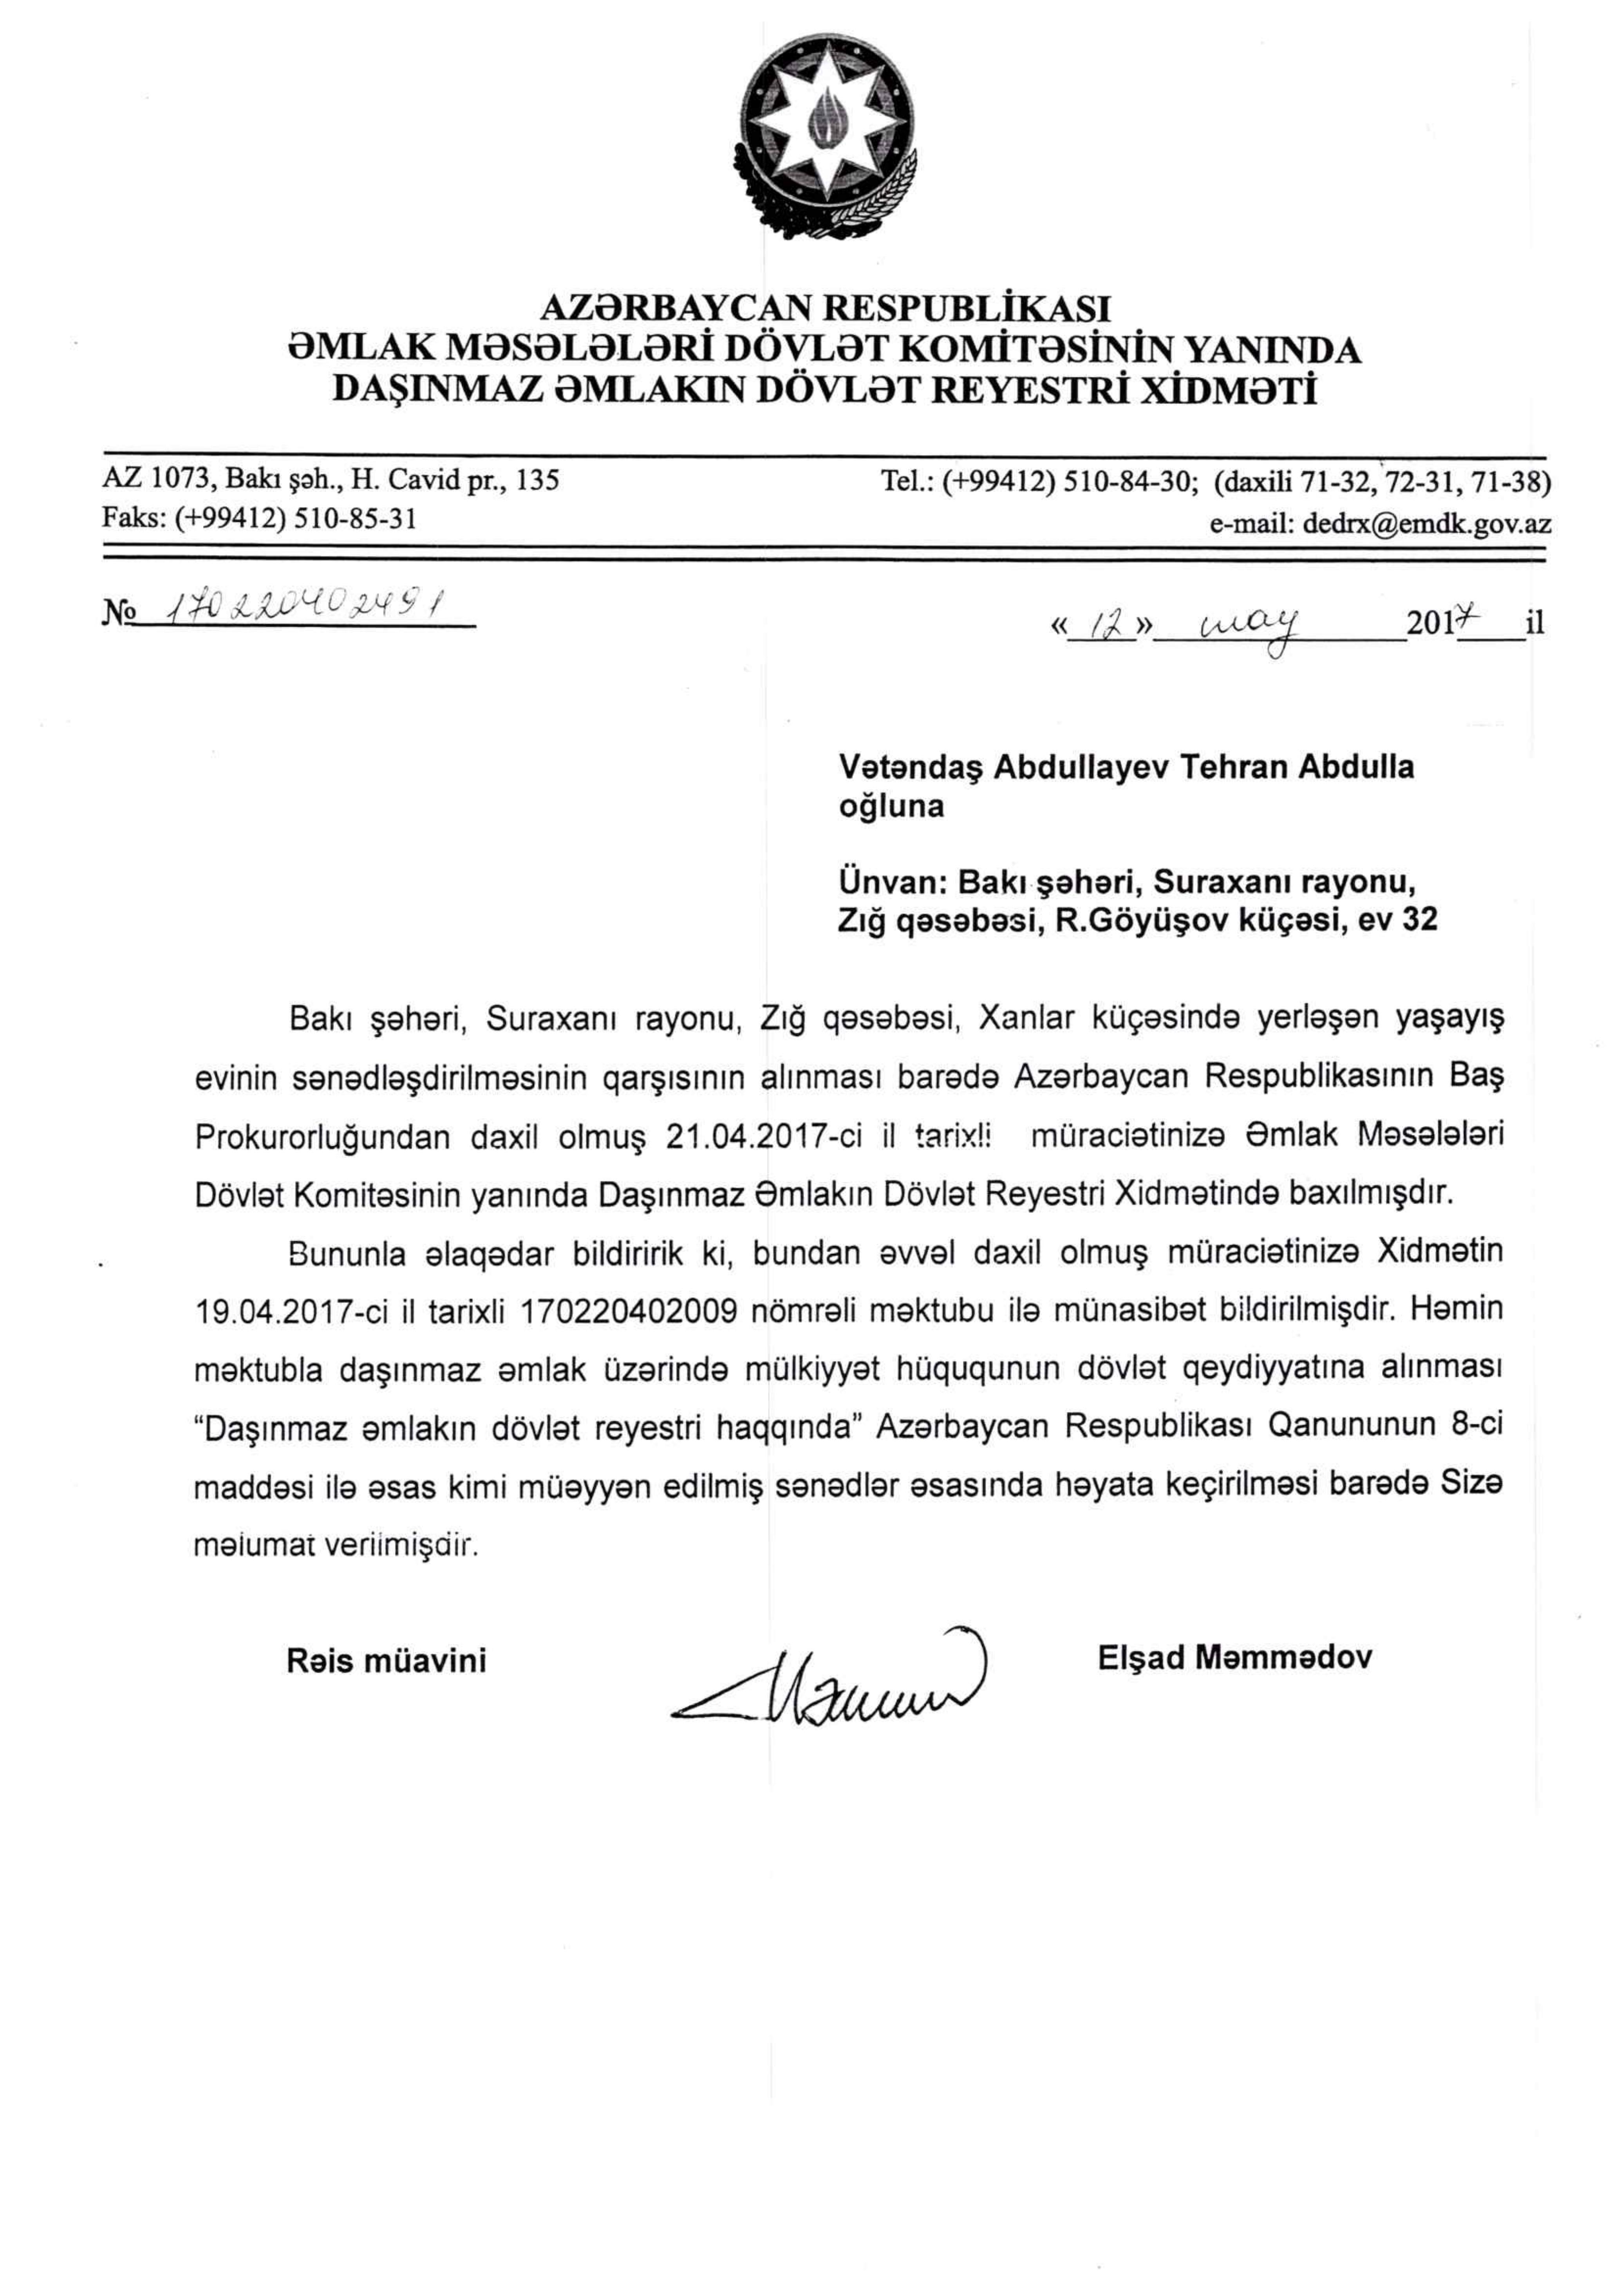 AZƏRBAYCAN RESPUBLİKASI
ƏMLAK MƏSƏLƏLƏRİ DÖVLƏT KOMİTƏSİNİN YANINDA
DAŞINMAZ ƏMLAKIN DÖVLƏT REYESTRİ XİDMƏTİ
AZ 1073, Bakı şəh., H. Cavid pr., 135
Tel.: (+99412) 510-84-30; (daxili 71-32, 72-31, 71-38)
Faks: (+99412) 510-85-31
e-mail: dedrx@emdk.gov.az
№ 170220402491
« 12 » may 2017 il
Vətəndaş Abdullayev Tehran Abdulla
oğluna
Ünvan: Bakı şəhəri, Suraxanı rayonu,
Zığ qəsəbəsi, R.Göyüşov küçəsi, ev 32
Bakı şəhəri, Suraxanı rayonu, Zığ qəsəbəsi, Xanlar küçəsində yerləşən yaşayış
evinin sənədləşdirilməsinin qarşısının alınması barədə Azərbaycan Respublikasının Baş
Prokurorluğundan daxil olmuş 21.04.2017-ci il tarixli müraciətinizə Əmlak Məsələləri
Dövlət Komitəsinin yanında Daşınmaz Əmlakın Dövlət Reyestri Xidmətində baxılmışdır.
Bununla əlaqədar bildiririk ki, bundan əvvəl daxil olmuş müraciətinizə Xidmətin
19.04.2017-ci il tarixli 170220402009 nömrəli məktubu ilə münasibət bildirilmişdir. Həmin
məktubla daşınmaz əmlak üzərində mülkiyyət hüququnun dövlət qeydiyyatına alınması
“Daşınmaz əmlakın dövlət reyestri haqqında” Azərbaycan Respublikası Qanununun 8-ci
maddəsi ilə əsas kimi müəyyən edilmiş sənədlər əsasında həyata keçirilməsi barədə Sizə
məlumat verilmişdir.
Rəis müavini
Elşad Məmmədov